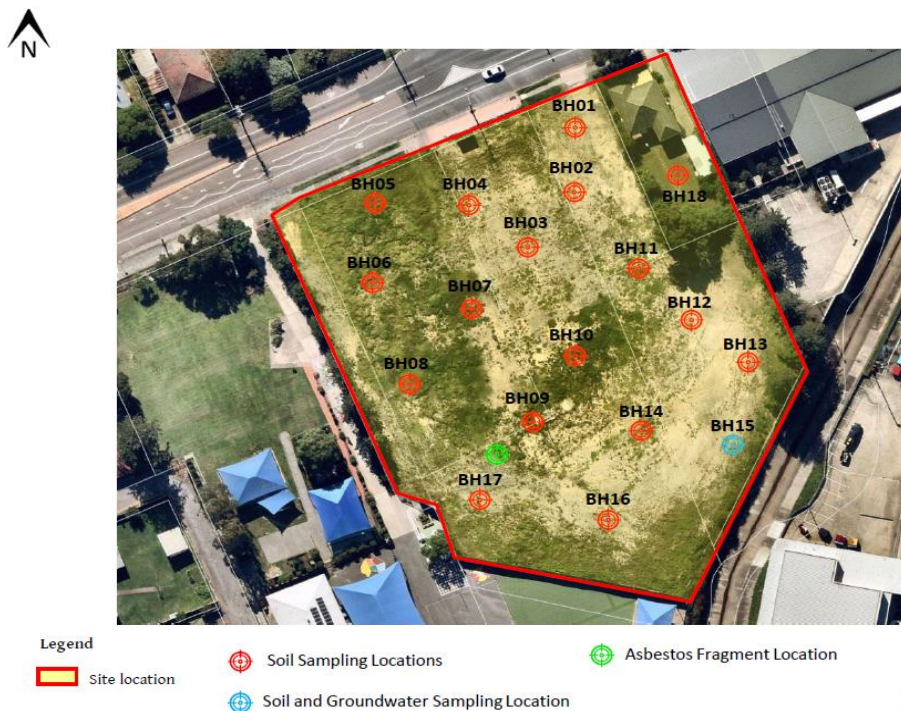 N
BH01
BH02
BH18
BH05
BH04
BH03
BH11
BH06
BH07
BH12
BH13
BH10
BH08
BH09
BH14
BH15
BH17
BH16
Legend
Site location
Soil Sampling Locations
Asbestos Fragment Location
Soil and Groundwater Sampling Location